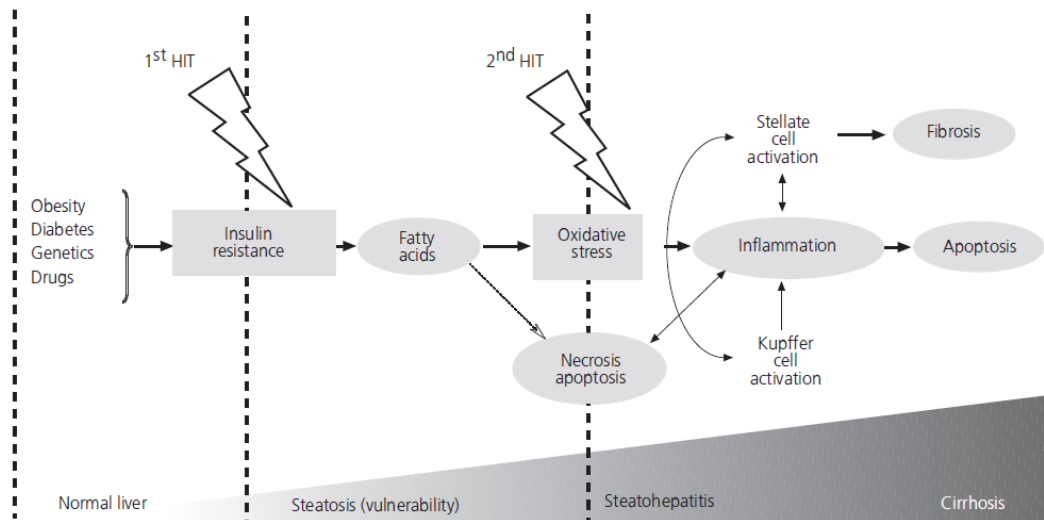 1st HIT
2nd HIT
Obesity
Diabetes
Genetics
Drugs
Insulin
resistance
Fatty
acids
Oxidative
stress
Necrosis
apoptosis
Stellate
cell
activation
Inflammation
Kupffer
cell
activation
Fibrosis
Apoptosis
Normal liver
Steatosis (vulnerability)
Steatohepatitis
Cirrhosis